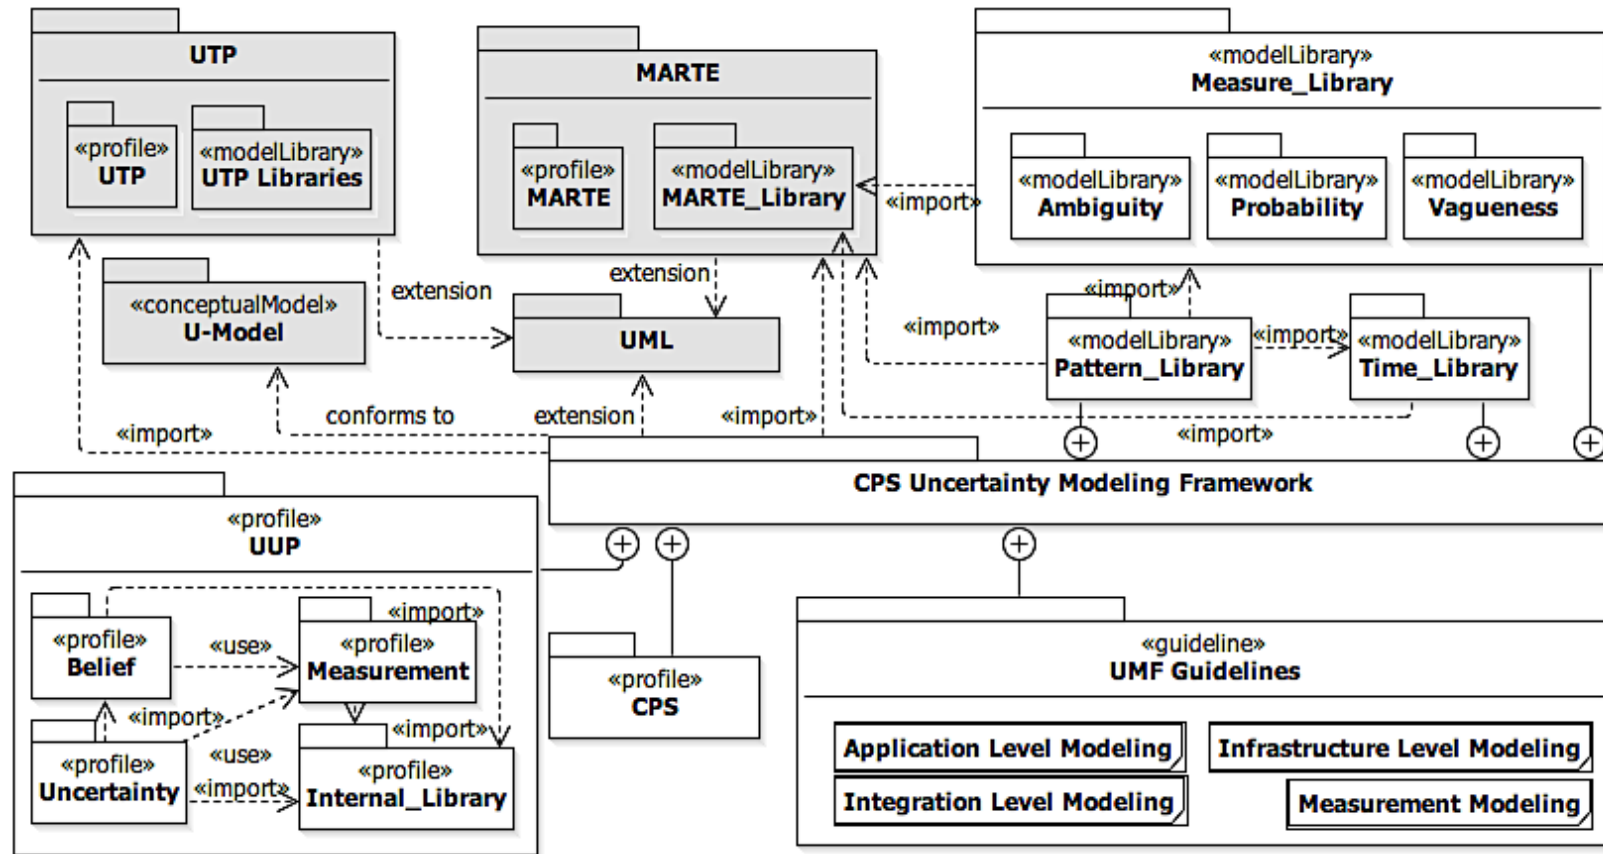 UTP
«profile»
UTP
«modelLibrary»
UTP Libraries
MARTE
«profile»
MARTE
«modelLibrary»
MARTE_Library
«modelLibrary»
Measure_Library
«modelLibrary»
Ambiguity
«modelLibrary»
Probability
«modelLibrary»
Vagueness
«import»
«conceptualModel»
U-Model
extension
extension
UML
«import»
«import»
«modelLibrary»
Pattern_Library
«import»
«modelLibrary»
Time_Library
«import»
conforms to
extension
«import»
«import»
CPS Uncertainty Modeling Framework
«profile»
UUP
«profile»
Belief
«use»
«import»
«profile»
Measurement
«import»
«import»
«profile»
Uncertainty
«use»
«import»
«profile»
Internal_Library
«profile»
CPS
«guideline»
UMF Guidelines
Application Level Modeling
Infrastructure Level Modeling
Integration Level Modeling
Measurement Modeling